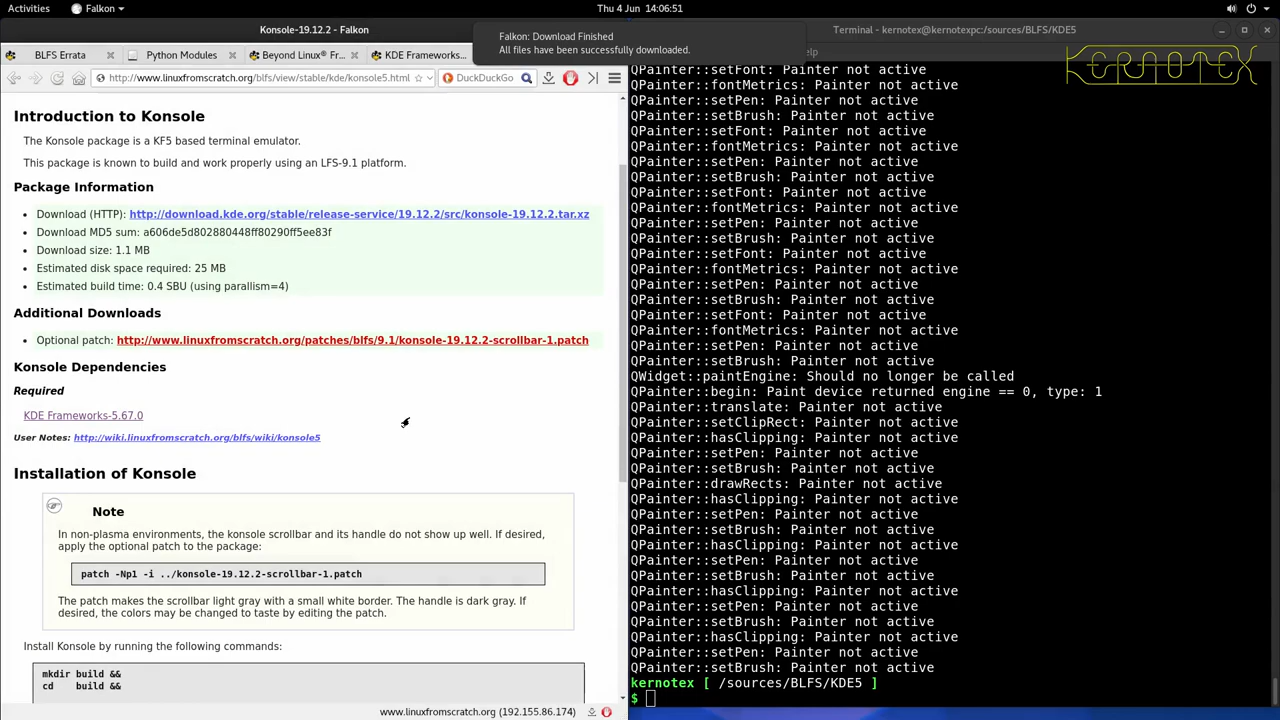 Activities
Falkon
Thu 4 Jun 14:06:51
Konsole-19.12.2 - Falkon
Falkon: Download Finished
All files have been successfully downloaded.
Terminal - kernotex@kernotexpc:/sources/BLFS/KDE5
BLFS Errata
Python Modules
Beyond Linux® Fr...
KDE Frameworks...
KERNOTEX
http://www.linuxfromscratch.org/blfs/view/stable/kde/konsole5.html
DuckDuckGo
Introduction to Konsole
The Konsole package is a KF5 based terminal emulator.
This package is known to build and work properly using an LFS-9.1 platform.
Package Information
Download (HTTP): http://download.kde.org/stable/release-service/19.12.2/src/konsole-19.12.2.tar.xz
Download MD5 sum: a606de5d802880448ff80290ff5ee83f
Download size: 1.1 MB
Estimated disk space required: 25 MB
Estimated build time: 0.4 SBU (using parallism=4)
Additional Downloads
Optional patch: http://www.linuxfromscratch.org/patches/blfs/9.1/konsole-19.12.2-scrollbar-1.patch
Konsole Dependencies
Required
KDE Frameworks-5.67.0
User Notes: http://wiki.linuxfromscratch.org/blfs/wiki/konsole5
Installation of Konsole
Note
In non-plasma environments, the konsole scrollbar and its handle do not show up well. If desired,
apply the optional patch to the package:
patch -Np1 -i ../konsole-19.12.2-scrollbar-1.patch
The patch makes the scrollbar light gray with a small white border. The handle is dark gray. If
desired, the colors may be changed to taste by editing the patch.
Install Konsole by running the following commands:
mkdir build &&
cd    build &&
www.linuxfromscratch.org (192.155.86.174)
help
QPainter::setFont: Painter not active
QPainter::fontMetrics: Painter not active
QPainter::setPen: Painter not active
QPainter::setBrush: Painter not active
QPainter::setFont: Painter not active
QPainter::fontMetrics: Painter not active
QPainter::setPen: Painter not active
QPainter::setBrush: Painter not active
QPainter::setFont: Painter not active
QPainter::fontMetrics: Painter not active
QPainter::setPen: Painter not active
QPainter::setBrush: Painter not active
QPainter::setFont: Painter not active
QPainter::fontMetrics: Painter not active
QPainter::setPen: Painter not active
QPainter::setBrush: Painter not active
QPainter::setFont: Painter not active
QPainter::fontMetrics: Painter not active
QPainter::setPen: Painter not active
QPainter::setBrush: Painter not active
QWidget::paintEngine: Should no longer be called
QPainter::begin: Paint device returned engine == 0, type: 1
QPainter::translate: Painter not active
QPainter::setClipRect: Painter not active
QPainter::hasClipping: Painter not active
QPainter::setPen: Painter not active
QPainter::setBrush: Painter not active
QPainter::drawRects: Painter not active
QPainter::hasClipping: Painter not active
QPainter::setPen: Painter not active
QPainter::setBrush: Painter not active
QPainter::hasClipping: Painter not active
QPainter::setPen: Painter not active
QPainter::setBrush: Painter not active
QPainter::hasClipping: Painter not active
QPainter::setPen: Painter not active
QPainter::setBrush: Painter not active
QPainter::hasClipping: Painter not active
QPainter::setPen: Painter not active
QPainter::setBrush: Painter not active
kernotex [ /sources/BLFS/KDE5 ]
$